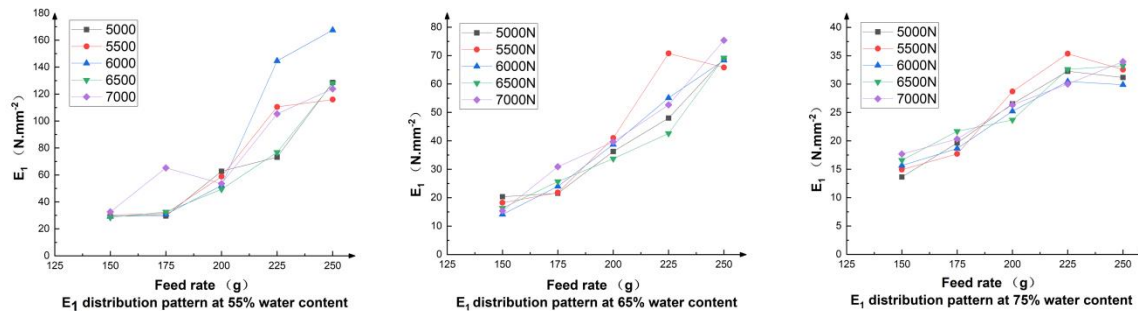 180
160
140
120
100
80
60
40
20
0
E1 (N.mm-2)
5000
5500
6000
6500
7000
125 150 175 200 225 250
Feed rate (g)
E1 distribution pattern at 55% water content
80
70
60
50
40
30
20
10
0
E1 (N.mm-2)
5000N
5500N
6000N
6500N
7000N
125 150 175 200 225 250
Feed rate (g)
E1 distribution pattern at 65% water content
40
35
30
25
20
15
10
5
0
E1 (N.mm-2)
5000N
5500N
6000N
6500N
7000N
125 150 175 200 225 250
Feed rate (g)
E1 distribution pattern at 75% water content